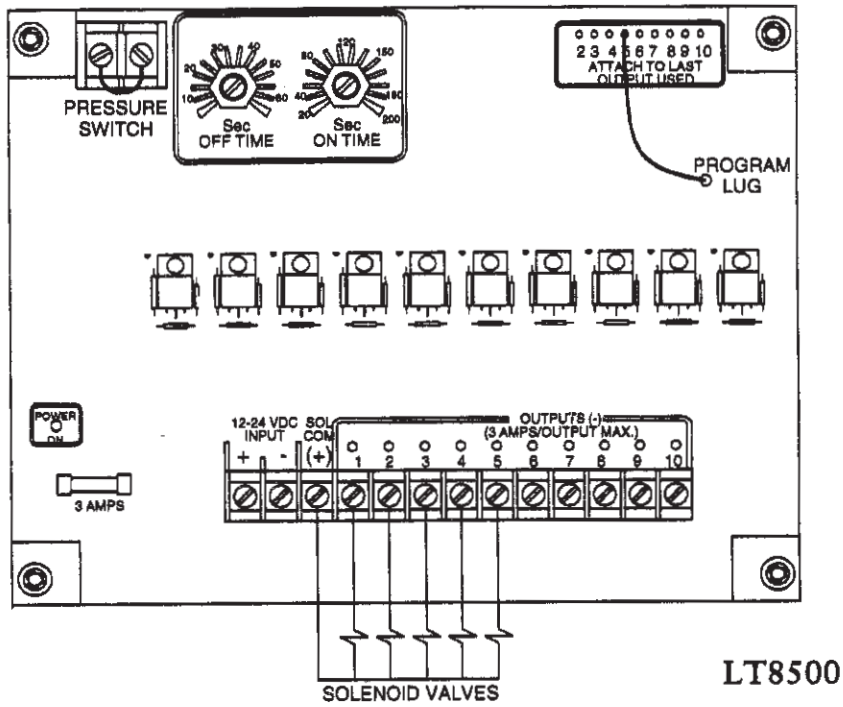 PRESSURE
SWITCH
10 20 30 40 50 60
Sec
OFF TIME
20 40 80 120 150 180 200
Sec
ON TIME
2 3 4 5 6 7 8 9 10
ATTACH TO LAST
OUTPUT USED
PROGRAM
LUG
POWER
ON
3 AMPS
12-24 VDC
INPUT
+ -
SOL
COM
(+)
OUTPUTS (-)
(3 AMPS/OUTPUT MAX.)
1 2 3 4 5 6 7 8 9 10
SOLENOID VALVES
LT8500